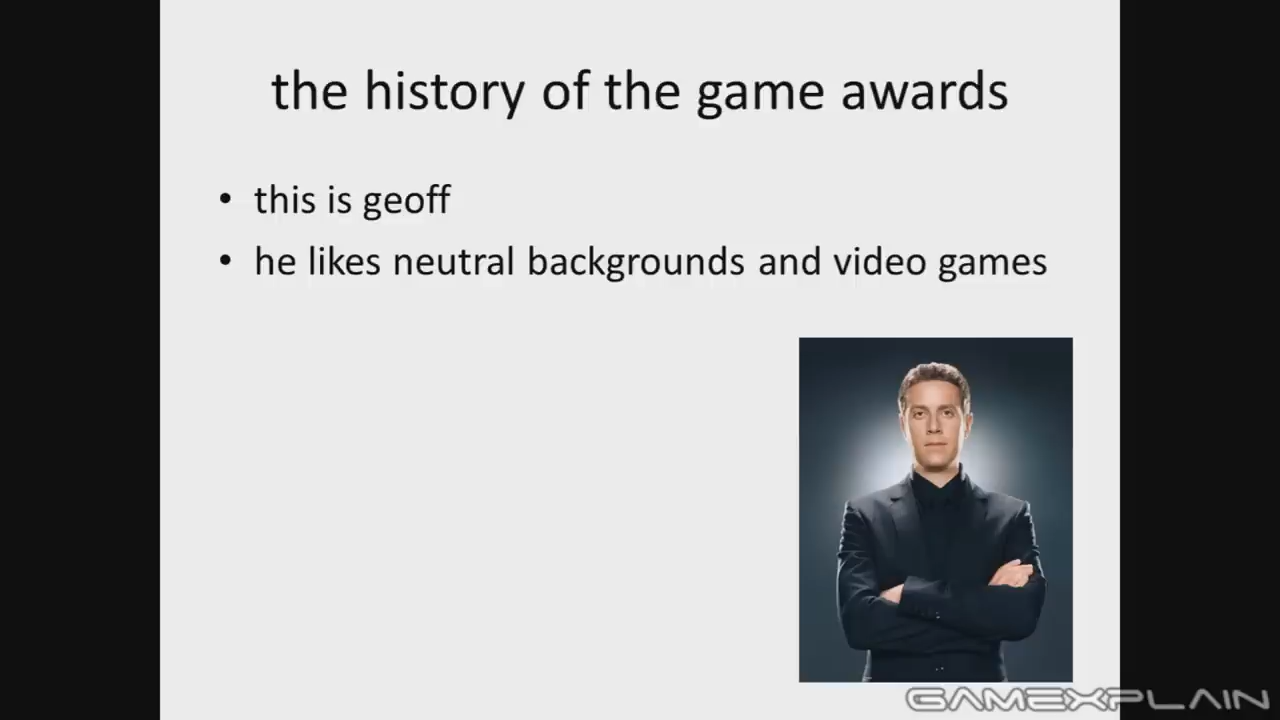 the history of the game awards
• this is geoff
• he likes neutral backgrounds and video games
GAMEXPLAIN